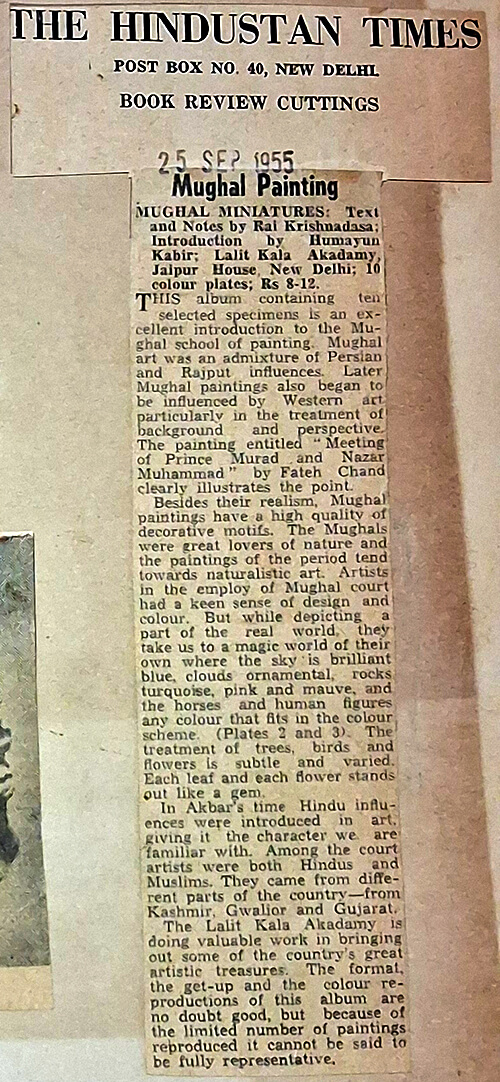 THE HINDUSTAN TIMES
POST BOX NO. 40, NEW DELHI.
BOOK REVIEW CUTTINGS
25 SEP 1955
Mughal Painting
MUGHAL MINIATURES: Text
and Notes by Rai Krishnadasa;
Introduction by Humayun
Kabir; Lalit Kala Akadamy,
Jaipur House, New Delhi; 10
colour plates; Rs 8-12.
THIS album containing ten
selected specimens is an ex-
cellent introduction to the Mu-
ghal school of painting. Mughal
art was an admixture of Persian
and Rajput influences. Later
Mughal paintings also began to
be influenced by Western art
particularly in the treatment of
background and perspective.
The painting entitled "Meeting
of Prince Murad and Nazar
Muhammad" by Fateh Chand
clearly illustrates the point.
Besides their realism, Mughal
paintings have a high quality of
decorative motifs. The Mughals
were great lovers of nature and
the paintings of the period tend
towards naturalistic art. Artists
in the employ of Mughal court
had a keen sense of design and
colour. But while depicting a
part of the real world, they
take us to a magic world of their
own where the sky is brilliant
blue, clouds ornamental, rocks
turquoise, pink and mauve, and
the horses and human figures
any colour that fits in the colour
scheme. (Plates 2 and 3). The
treatment of trees, birds and
flowers is subtle and varied.
Each leaf and each flower stands
out like a gem.
In Akbar's time Hindu influ-
ences were introduced in art,
giving it the character we are
familiar with. Among the court
artists were both Hindus and
Muslims. They came from diffe-
rent parts of the country—from
Kashmir, Gwalior and Gujarat.
The Lalit Kala Akadamy is
doing valuable work in bringing
out some of the country's great
artistic treasures. The format,
the get-up and the colour re-
productions of this album are
no doubt good, but because of
the limited number of paintings
reproduced it cannot be said to
be fully representative.